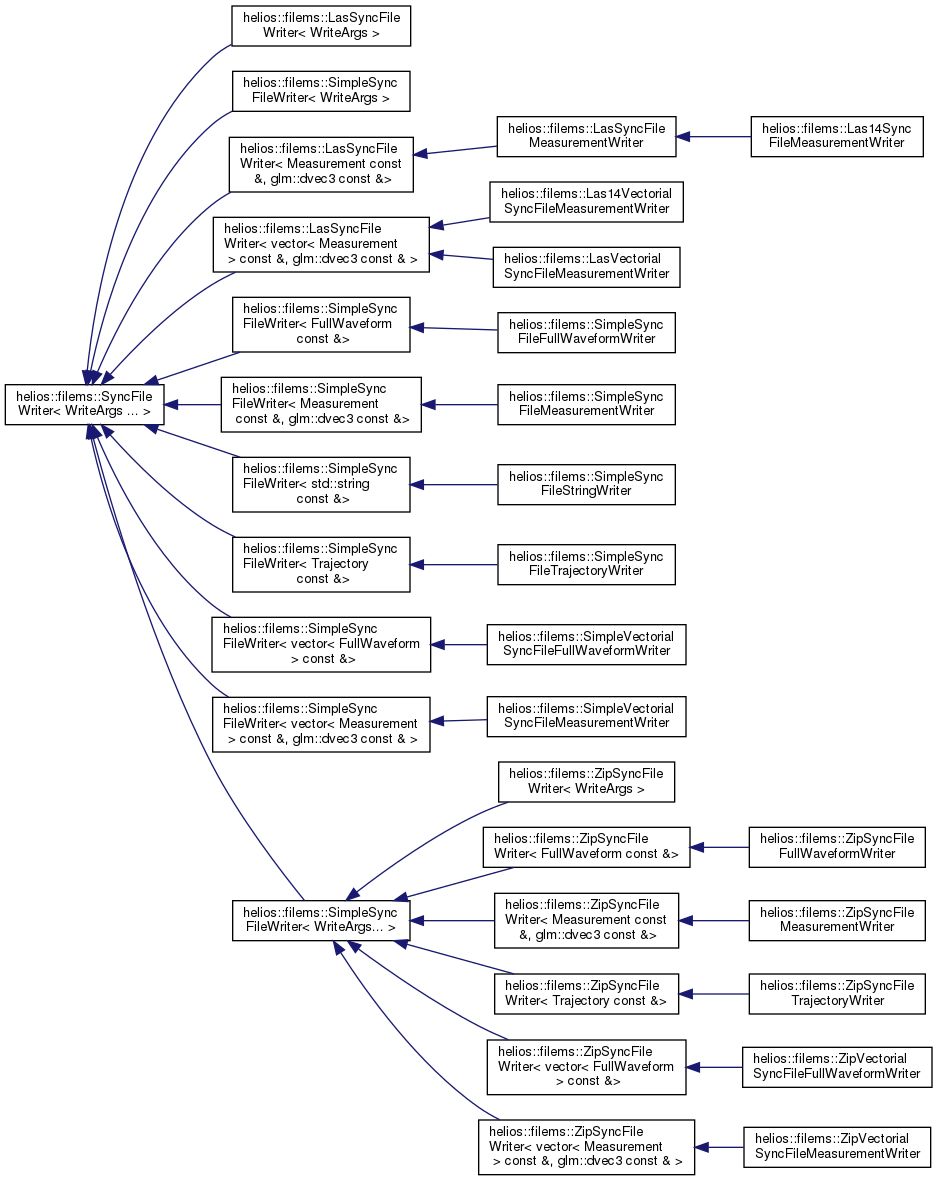 helios::filems::LasSyncFile
Writer< WriteArgs >
helios::filems::SimpleSync
FileWriter< WriteArgs >
helios::filems::LasSyncFile
Writer< Measurement const
&, glm::dvec3 const &>
helios::filems::LasSyncFile
MeasurementWriter
helios::filems::Las14Sync
FileMeasurementWriter
helios::filems::LasSyncFile
Writer< vector< Measurement
> const &, glm::dvec3 const & >
helios::filems::Las14Vectorial
SyncFileMeasurementWriter
helios::filems::LasVectorial
SyncFileMeasurementWriter
helios::filems::SimpleSync
FileWriter< FullWaveform
const &>
helios::filems::SimpleSync
FileFullWaveformWriter
helios::filems::SyncFile
Writer< WriteArgs ... >
helios::filems::SimpleSync
FileWriter< Measurement
const &, glm::dvec3 const &>
helios::filems::SimpleSync
FileMeasurementWriter
helios::filems::SimpleSync
FileWriter< std::string
const &>
helios::filems::SimpleSync
FileStringWriter
helios::filems::SimpleSync
FileWriter< Trajectory
const &>
helios::filems::SimpleSync
FileTrajectoryWriter
helios::filems::SimpleSync
FileWriter< vector< FullWaveform
> const &>
helios::filems::SimpleVectorial
SyncFileFullWaveformWriter
helios::filems::SimpleSync
FileWriter< vector< Measurement
> const &, glm::dvec3 const & >
helios::filems::SimpleVectorial
SyncFileMeasurementWriter
helios::filems::SimpleSync
FileWriter< WriteArgs... >
helios::filems::ZipSyncFile
Writer< WriteArgs >
helios::filems::ZipSyncFile
Writer< FullWaveform const &>
helios::filems::ZipSyncFile
FullWaveformWriter
helios::filems::ZipSyncFile
Writer< Measurement const
&, glm::dvec3 const &>
helios::filems::ZipSyncFile
MeasurementWriter
helios::filems::ZipSyncFile
Writer< Trajectory const &>
helios::filems::ZipSyncFile
TrajectoryWriter
helios::filems::ZipSyncFile
Writer< vector< FullWaveform
> const &>
helios::filems::ZipVectorial
SyncFileFullWaveformWriter
helios::filems::ZipSyncFile
Writer< vector< Measurement
> const &, glm::dvec3 const & >
helios::filems::ZipVectorial
SyncFileMeasurementWriter